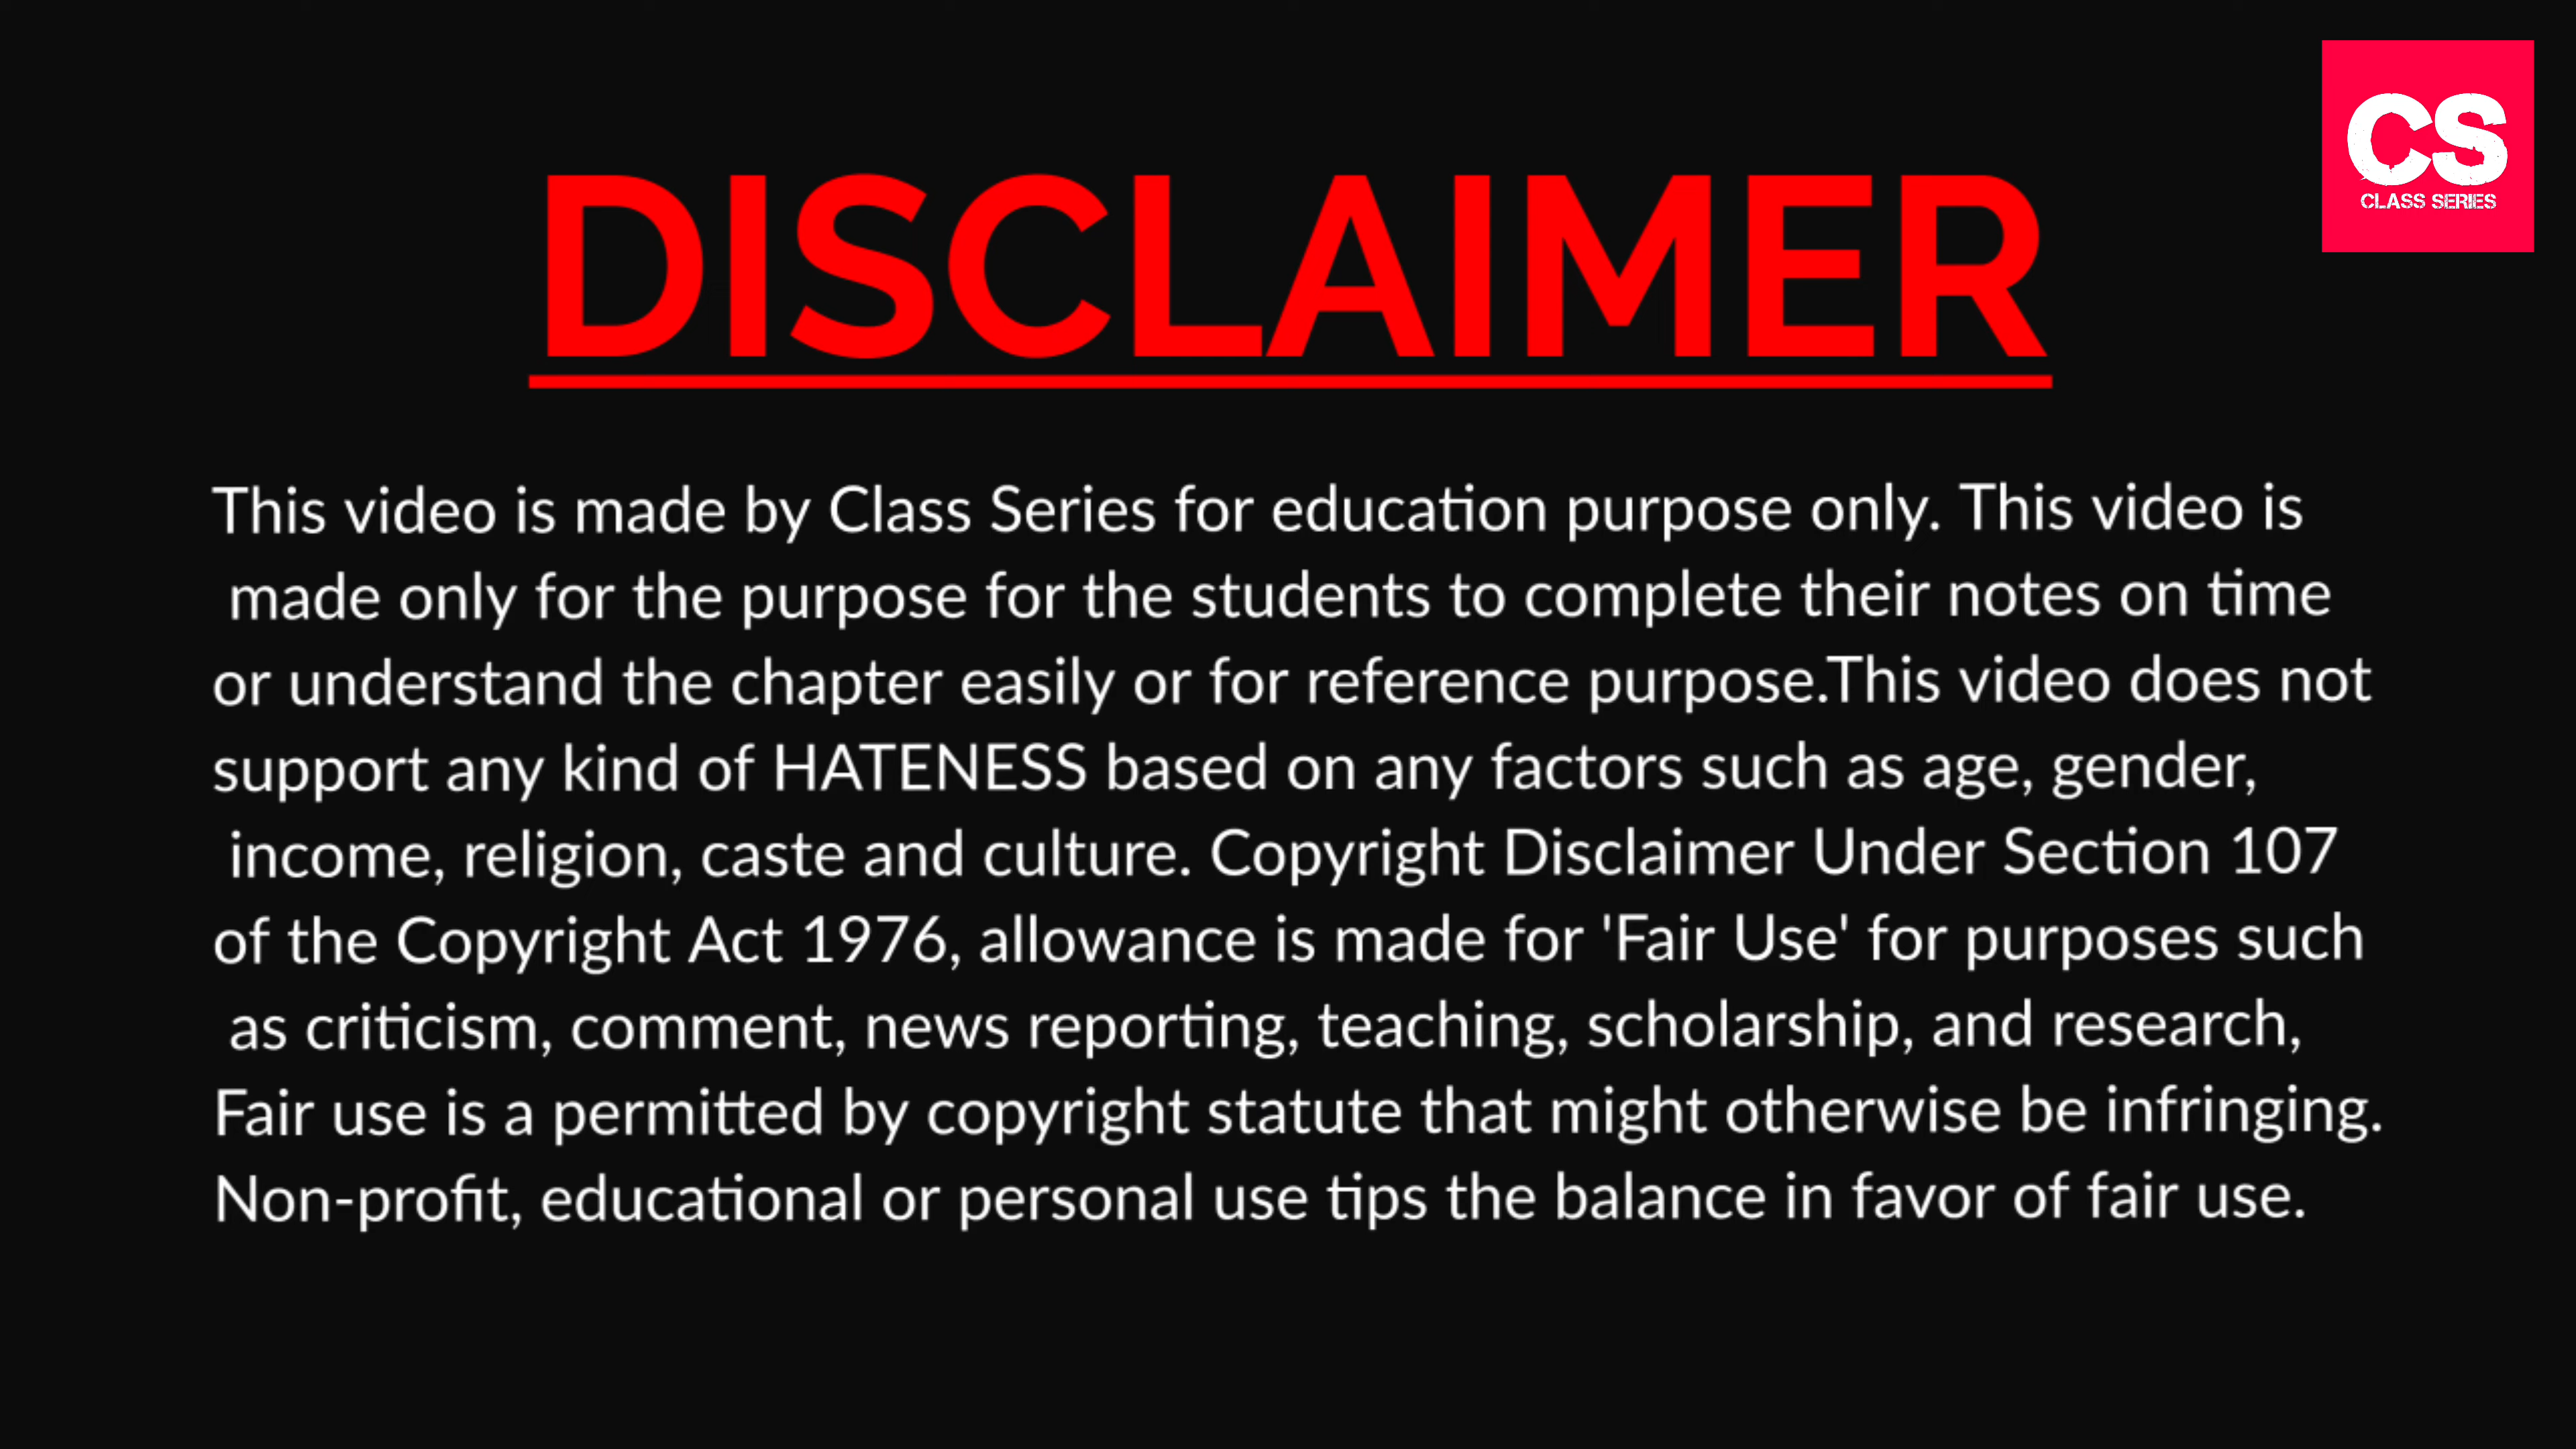 CS
CLASS SERIES
DISCLAIMER
This video is made by Class Series for education purpose only. This video is
made only for the purpose for the students to complete their notes on time
or understand the chapter easily or for reference purpose.This video does not
support any kind of HATENESS based on any factors such as age, gender,
income, religion, caste and culture. Copyright Disclaimer Under Section 107
of the Copyright Act 1976, allowance is made for 'Fair Use' for purposes such
as criticism, comment, news reporting, teaching, scholarship, and research,
Fair use is a permitted by copyright statute that might otherwise be infringing.
Non-profit, educational or personal use tips the balance in favor of fair use.